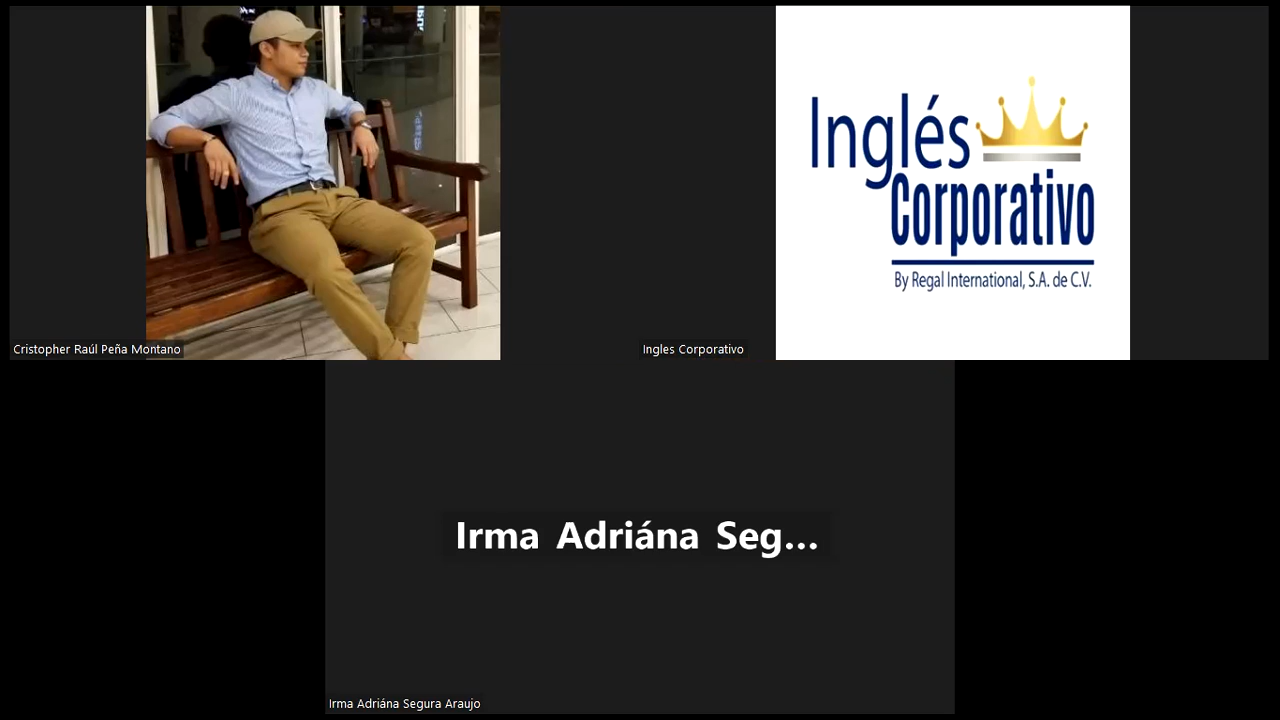 Inglés
Corporativo
By Regal International, S.A. de C.V.
Cristopher Raúl Peña Montano
Ingles Corporativo
Irma Adriána Seg...
Irma Adriána Segura Araujo